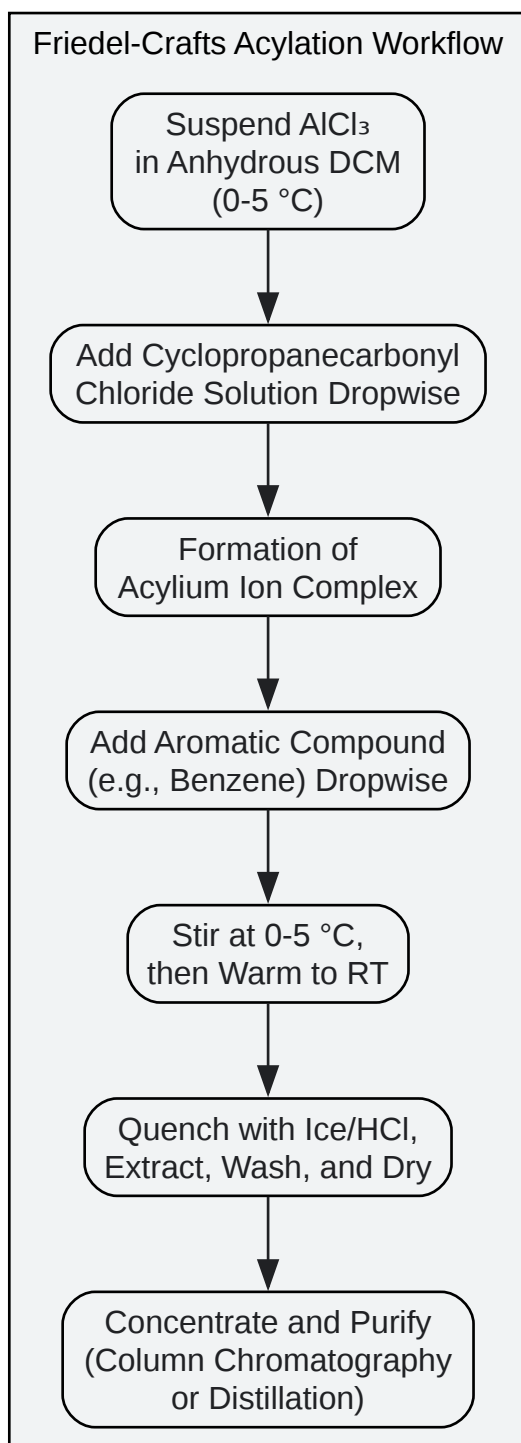 Friedel-Crafts Acylation Workflow
Suspend AlCl₃
in Anhydrous DCM
(0-5 °C)
Add Cyclopropanecarbonyl
Chloride Solution Dropwise
Formation of
Acylium Ion Complex
Add Aromatic Compound
(e.g., Benzene) Dropwise
Stir at 0-5 °C,
then Warm to RT
Quench with Ice/HCl,
Extract, Wash, and Dry
Concentrate and Purify
(Column Chromatography
or Distillation)